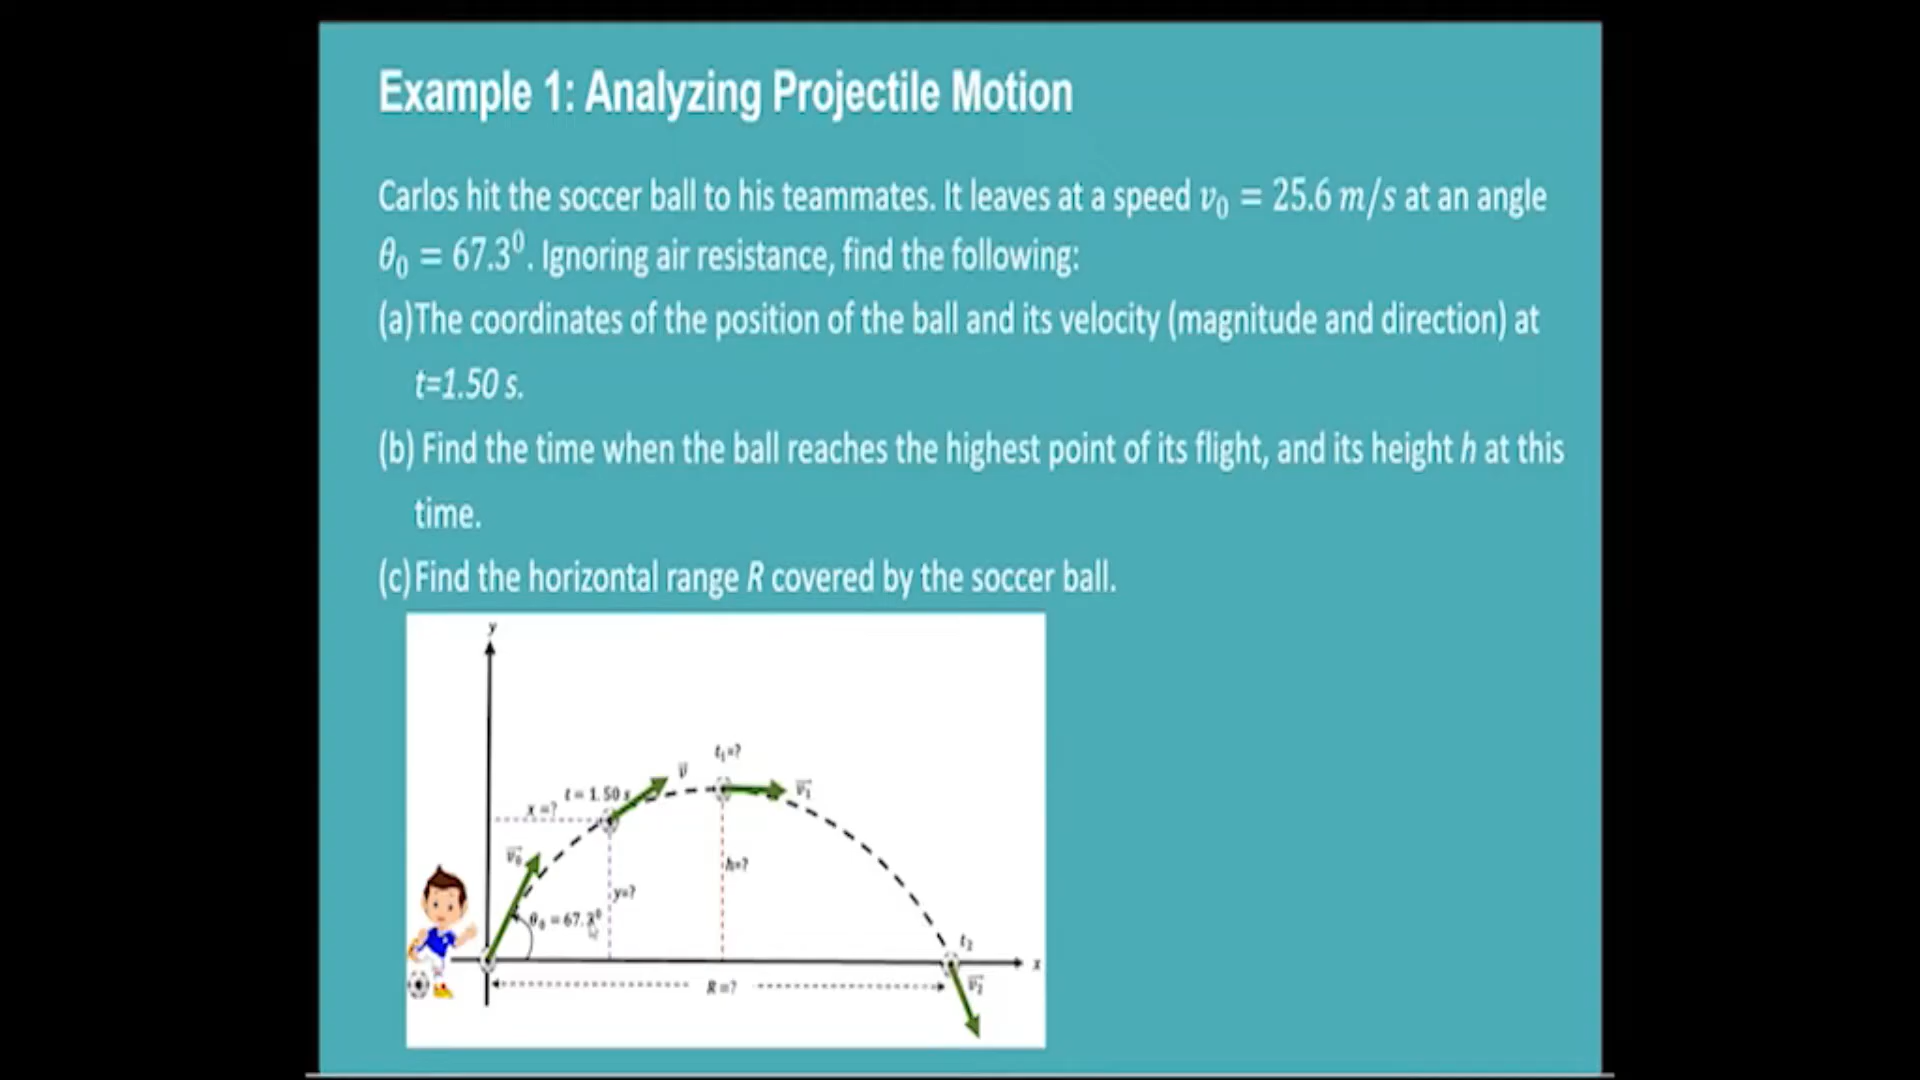 Example 1: Analyzing Projectile Motion
Carlos hit the soccer ball to his teammates. It leaves at a speed v₀ = 25.6 m/s at an angle
θ₀ = 67.3⁰. Ignoring air resistance, find the following:
(a)The coordinates of the position of the ball and its velocity (magnitude and direction) at
t=1.50 s.
(b) Find the time when the ball reaches the highest point of its flight, and its height h at this
time.
(c)Find the horizontal range R covered by the soccer ball.
y
t₁=?
v⃗
t = 1.50 s
v₁⃗
x =?
v₀⃗
h=?
y=?
θ₀ = 67.3⁰
t₂
x
R =?